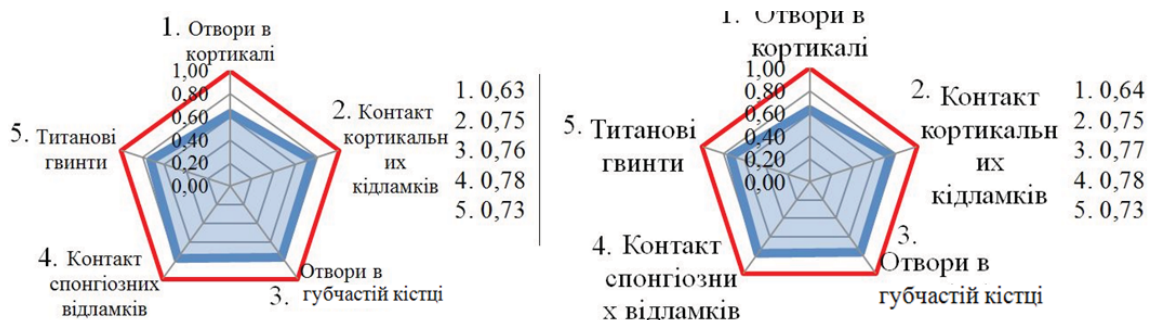 1. Отвори в
кортикалі
1,00
0,80
0,60
0,40
0,20
0,00
2. Контакт
кортикальн
их
кідламків
Отвори в
3. губчастій кістці
4. Контакт
спонгіозних
відламків
5. Титанові
гвинти
1. 0,63
2. 0,75
3. 0,76
4. 0,78
5. 0,73
1. Отвори в
кортикалі
1,00
0,80
0,60
0,40
0,20
0,00
2. Контакт
кортикальн
их
кідламків
3.
Отвори в
губчастій кістці
4. Контакт
спонгіозни
х відламків
5. Титанові
гвинти
1. 0,64
2. 0,75
3. 0,77
4. 0,78
5. 0,73